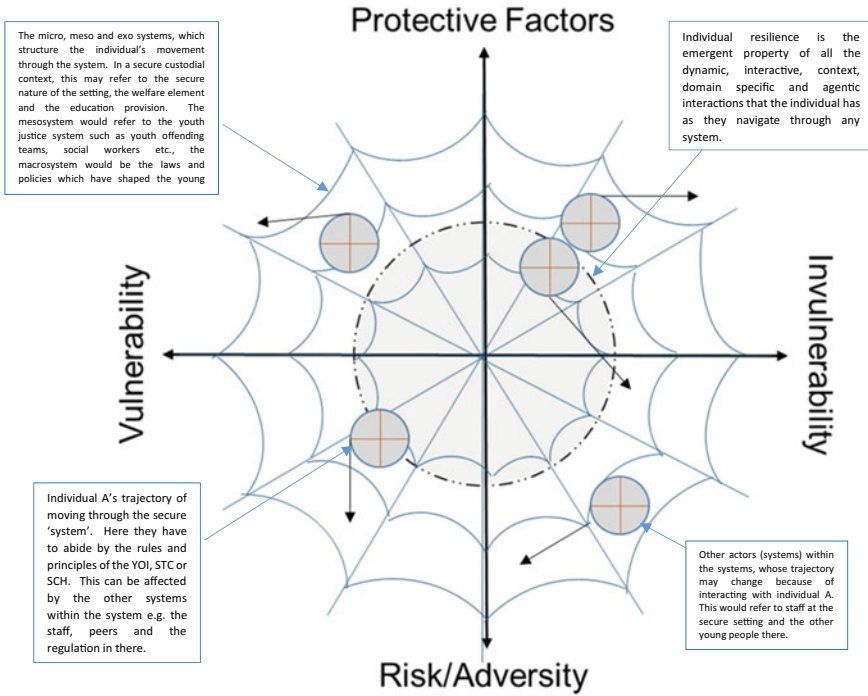 Protective Factors
The micro, meso and exo systems, which
structure the individual's movement
through the system. In a secure custodial
context, this may refer to the secure
nature of the setting, the welfare element
and the education provision. The
mesosystem would refer to the youth
justice system such as youth offending
teams, social workers etc., the
macrosystem would be the laws and
policies which have shaped the young
Individual resilience is the
emergent property of all the
dynamic, interactive, context,
domain specific and agentic
interactions that the individual has
as they navigate through any
system.
Vulnerability
Invulnerability
Individual A's trajectory of
moving through the secure
'system'. Here they have
to abide by the rules and
principles of the YOI, STC or
SCH. This can be affected
by the other systems
within the system e.g. the
staff, peers and the
regulation in there.
Other actors (systems) within
the systems, whose trajectory
may change because of
interacting with individual A.
This would refer to staff at the
secure setting and the other
young people there.
Risk/Adversity